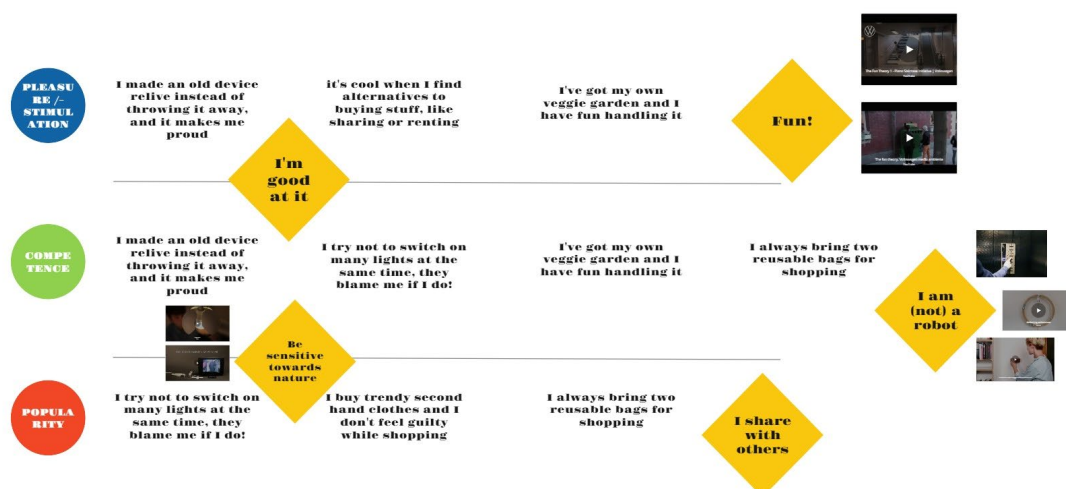 PLEASU
RE /-
STIMUL
ATION
I made an old device
relive instead of
throwing it away,
and it makes me
proud
it's cool when I find
alternatives to
buying stuff, like
sharing or renting
I've got my own
veggie garden and I
have fun handling it
Fun!
I'm
good
at it
COMPE
TENCE
I made an old device
relive instead of
throwing it away,
and it makes me
proud
I try not to switch on
many lights at the
same time, they
blame me if I do!
I've got my own
veggie garden and I
have fun handling it
I always bring two
reusable bags for
shopping
I am
(not) a
robot
Be
sensitive
towards
nature
POPULA
RITY
I try not to switch on
many lights at the
same time, they
blame me if I do!
I buy trendy second
hand clothes and I
don't feel guilty
while shopping
I always bring two
reusable bags for
shopping
I share
with
others